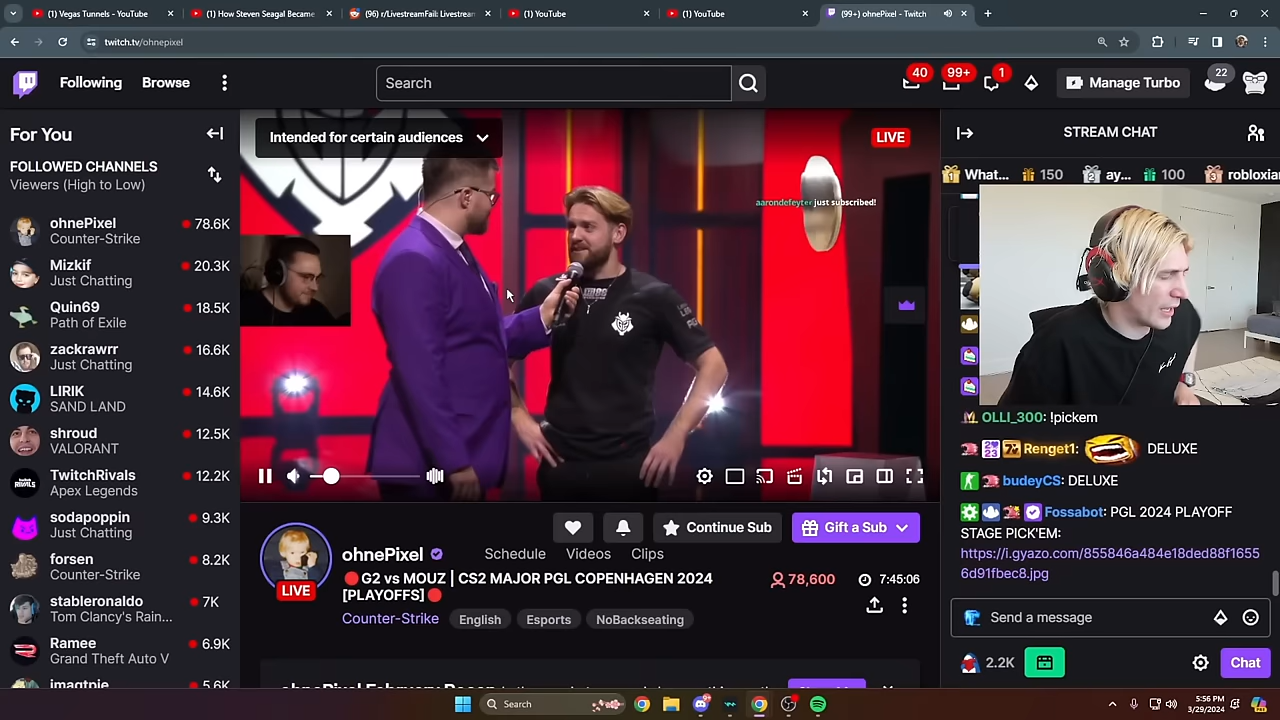 (1) Vegas Tunnels - YouTube
(1) How Steven Seagal Became
(96) r/LivestreamFail: Livestrea
(1) YouTube
(1) YouTube
(99+) ohnePixel - Twitch
twitch.tv/ohnepixel
Following
Browse
Search
40
99+
1
Manage Turbo
22
For You
FOLLOWED CHANNELS
Viewers (High to Low)
ohnePixel
78.6K
Counter-Strike
Mizkif
20.3K
Just Chatting
Quin69
18.5K
Path of Exile
zackrawrr
16.6K
Just Chatting
LIRIK
14.6K
SAND LAND
shroud
12.5K
VALORANT
TwitchRivals
12.2K
Apex Legends
sodapoppin
9.3K
Just Chatting
forsen
8.2K
Counter-Strike
stableronaldo
7K
Tom Clancy's Rain...
Ramee
6.9K
Grand Theft Auto V
imaqtpie
5.6K
Intended for certain audiences
LIVE
aarondefeyter just subscribed!
Continue Sub
Gift a Sub
LIVE
ohnePixel
Schedule
Videos
Clips
G2 vs MOUZ | CS2 MAJOR PGL COPENHAGEN 2024
[PLAYOFFS]
78,600
7:45:06
Counter-Strike
English
Esports
NoBackseating
STREAM CHAT
What...
150
ay...
100
robloxia
OLLI_300: !pickem
Renget1: DELUXE
budeyCS: DELUXE
Fossabot: PGL 2024 PLAYOFF
STAGE PICK'EM:
https://i.gyazo.com/855846a484e18ded88f1655
6d91fbec8.jpg
Send a message
2.2K
Chat
Search
5:56 PM
3/29/2024